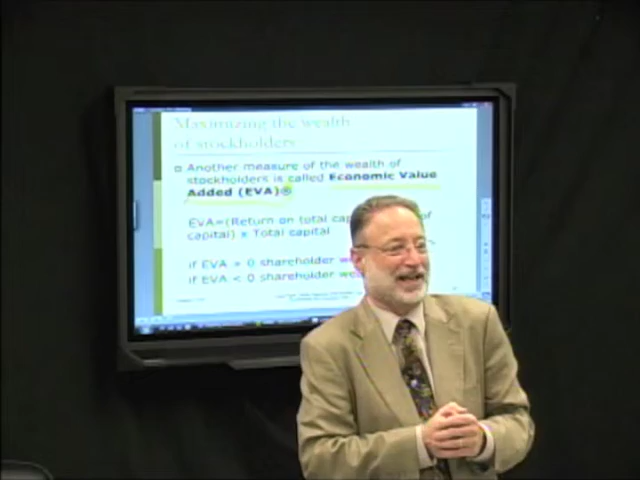 Maximizing the wealth
of stockholders
Another measure of the wealth of
stockholders is called Economic Value
Added (EVA)®
EVA=(Return on total of
capital) x Total capital
if EVA > 0 shareholder
if EVA < 0 shareholder